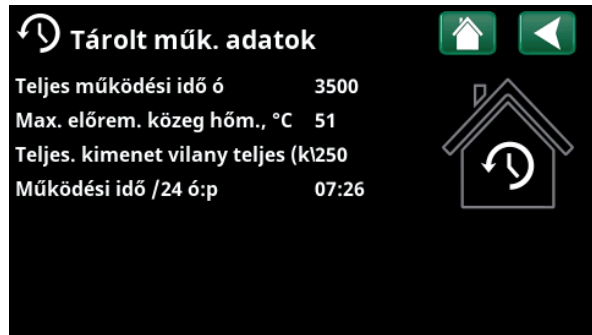 Tárolt műk. adatok
Teljes működési idő ó 3500
Max. előrem. közeg hőm., °C 51
Teljes. kimenet vilany teljes (k\250
Működési idő /24 ó:p 07:26